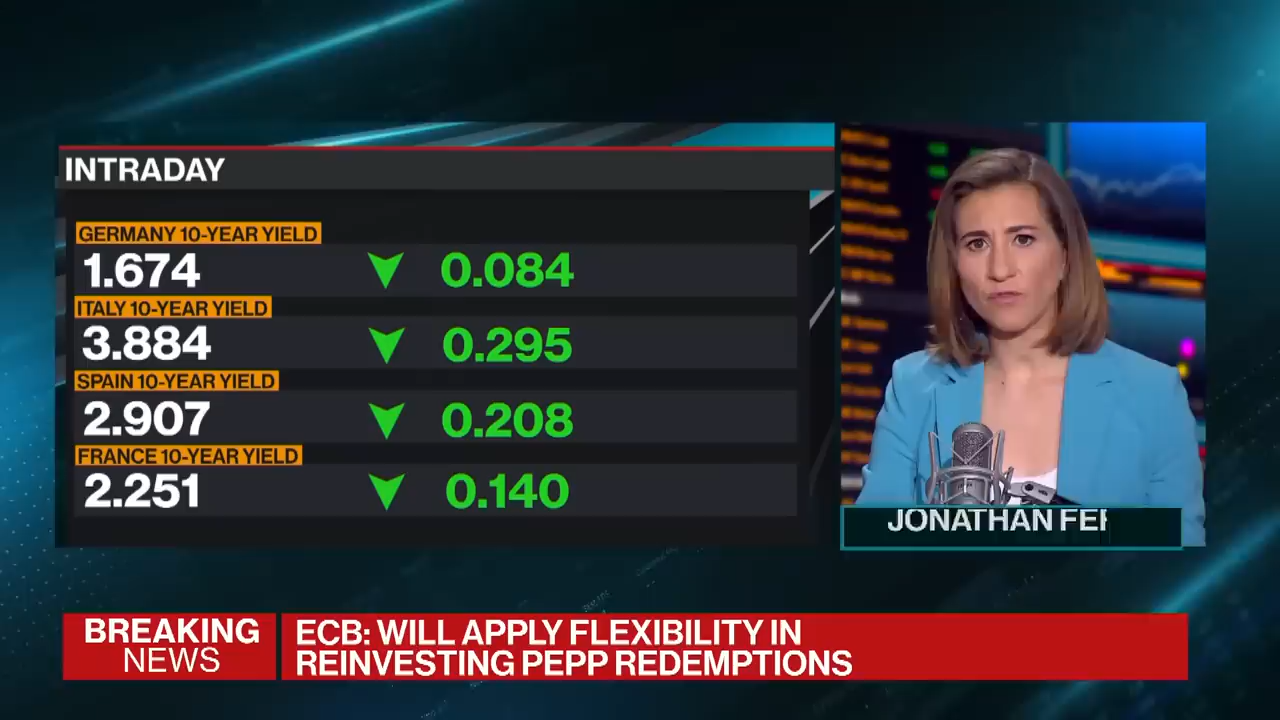 INTRADAY
GERMANY 10-YEAR YIELD
1.674 0.084
ITALY 10-YEAR YIELD
3.884 0.295
SPAIN 10-YEAR YIELD
2.907 0.208
FRANCE 10-YEAR YIELD
2.251 0.140
JONATHAN
BREAKING
NEWS
ECB: WILL APPLY FLEXIBILITY IN
REINVESTING PEPP REDEMPTIONS